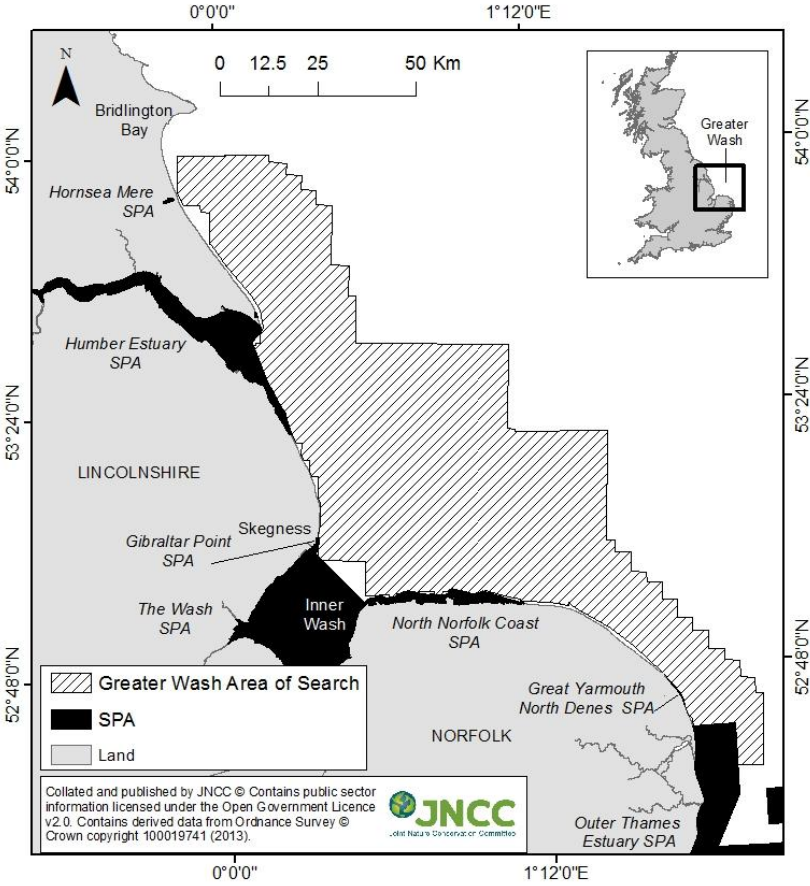 0°0'0"
1°12'0"E
N
0 12.5 25 50 Km
Bridlington
Bay
Greater
Wash
54°0'0"N
54°0'0"N
Hornsea Mere
SPA
Humber Estuary
SPA
53°24'0"N
53°24'0"N
LINCOLNSHIRE
Skegness
Gibraltar Point
SPA
The Wash
SPA
Inner
Wash
North Norfolk Coast
SPA
52°48'0"N
52°48'0"N
Greater Wash Area of Search
SPA
Land
Great Yarmouth
North Denes SPA
NORFOLK
Collated and published by JNCC © Contains public sector
information licensed under the Open Government Licence
v2.0. Contains derived data from Ordnance Survey ©
Crown copyright 100019741 (2013).
JNCC
Joint Nature Conservation Committee
Outer Thames
Estuary SPA
0°0'0"
1°12'0"E